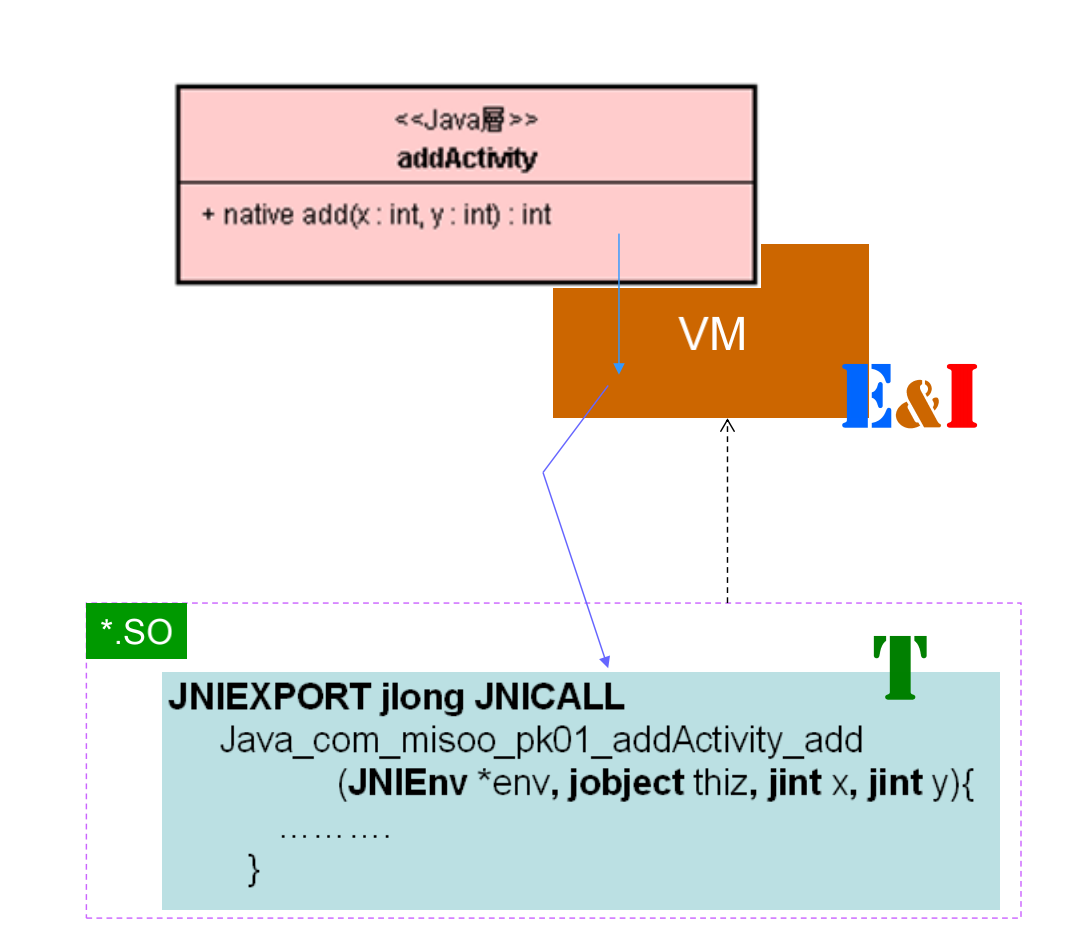 <<Java層>>
addActivity
+ native add(x : int, y : int) : int
VM
E&I
*.SO
T
JNIEXPORT jlong JNICALL
Java_com_misoo_pk01_addActivity_add
(JNIEnv *env, jobject thiz, jint x, jint y){
……….
}